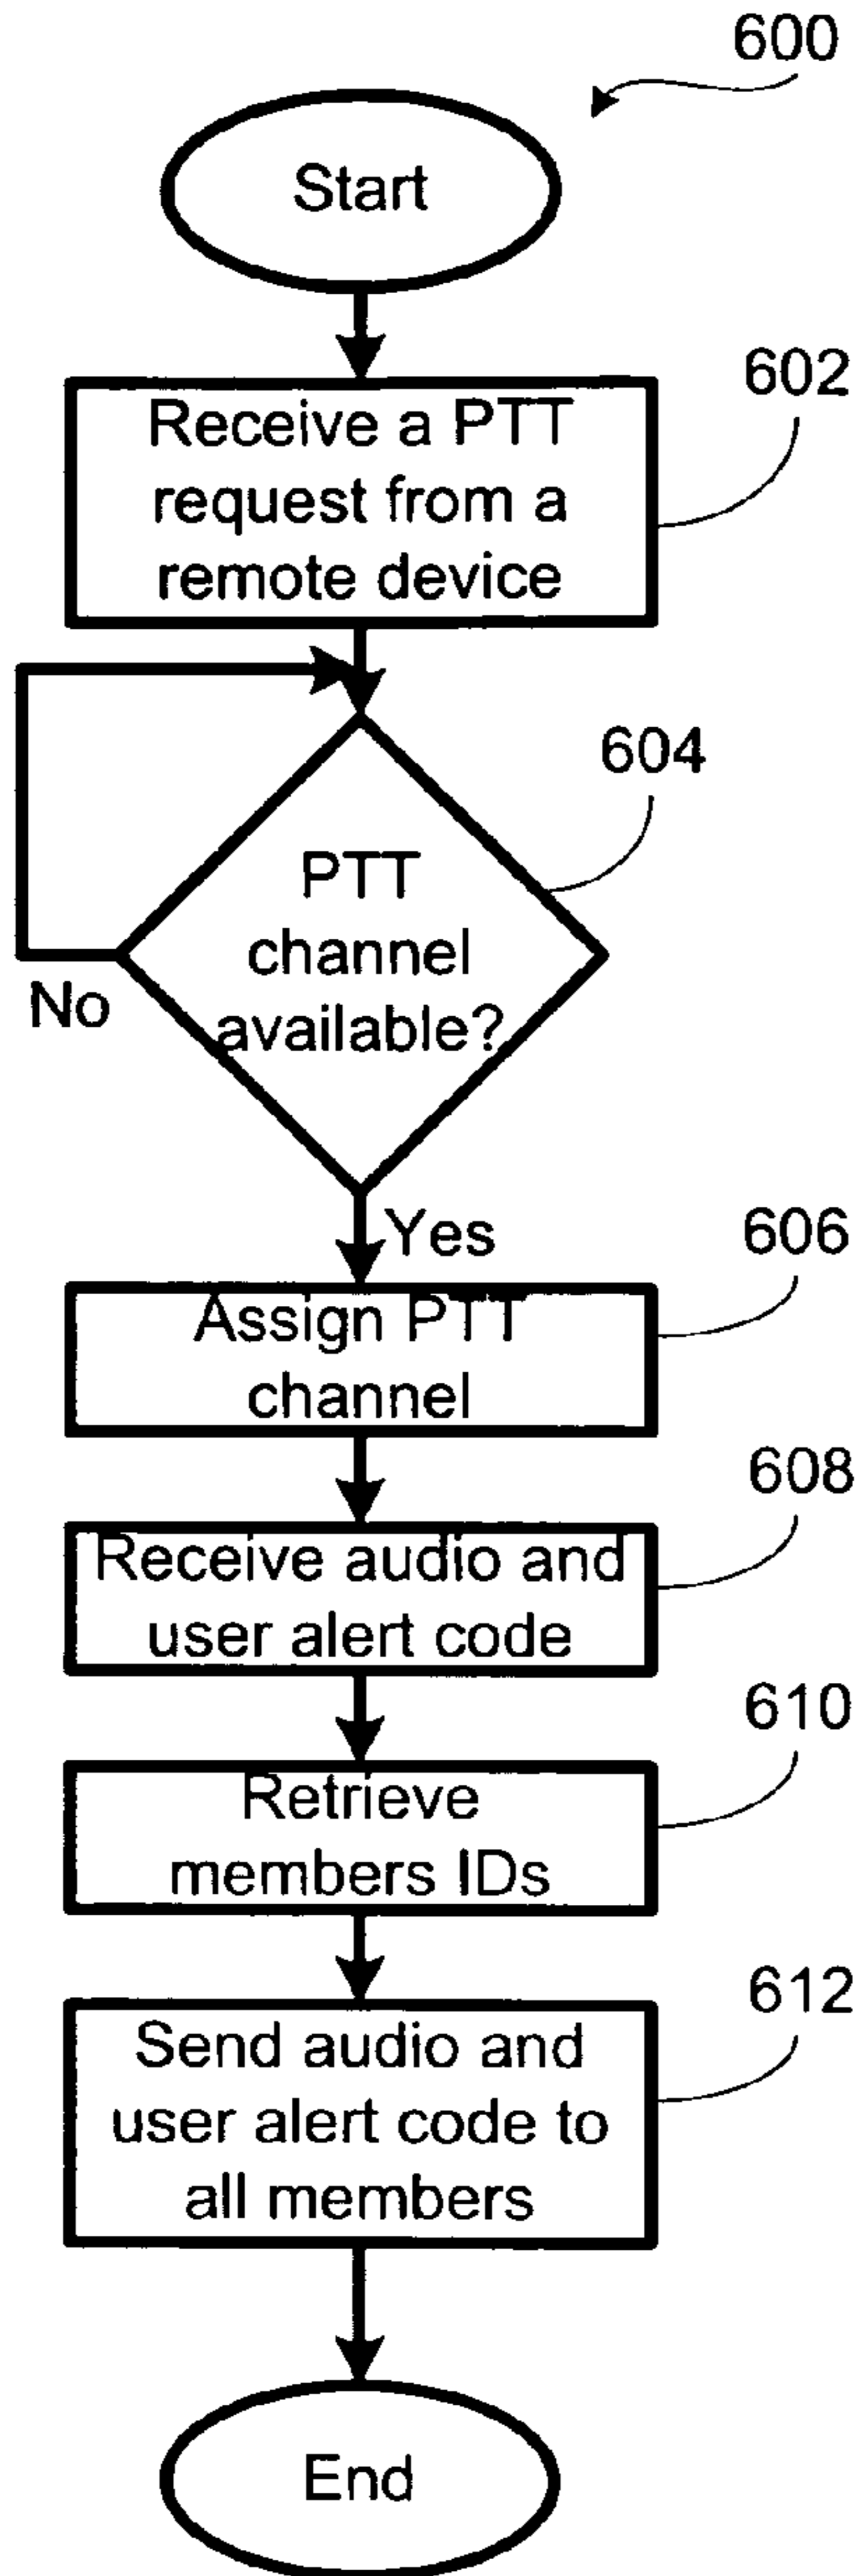 600
Start
602
Receive a PTT
request from a
remote device
604
PTT
channel
available?
No
Yes
606
Assign PTT
channel
608
Receive audio and
user alert code
610
Retrieve
members IDs
612
Send audio and
user alert code to
all members
End